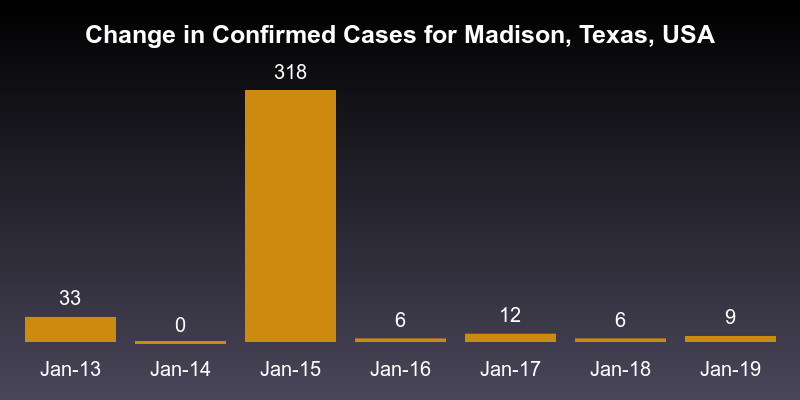 Change in Confirmed Cases for Madison, Texas, USA
318
33
0
6
12
6
9
Jan-13
Jan-14
Jan-15
Jan-16
Jan-17
Jan-18
Jan-19